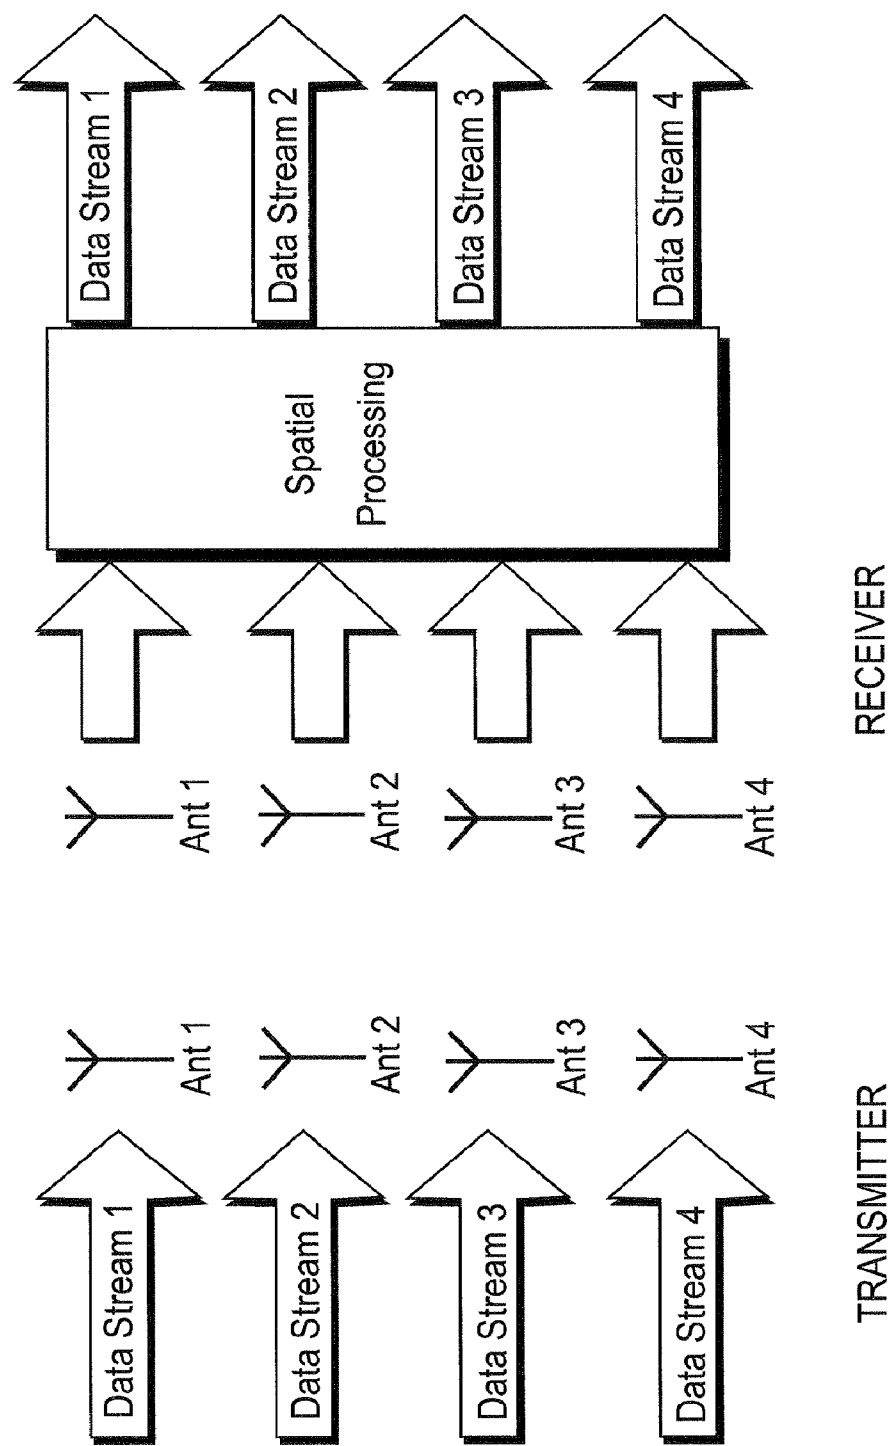 Data Stream 1
Data Stream 2
Data Stream 3
Data Stream 4
Ant 1
Ant 2
Ant 3
Ant 4
TRANSMITTER
Ant 1
Ant 2
Ant 3
Ant 4
Spatial
Processing
Data Stream 1
Data Stream 2
Data Stream 3
Data Stream 4
RECEIVER